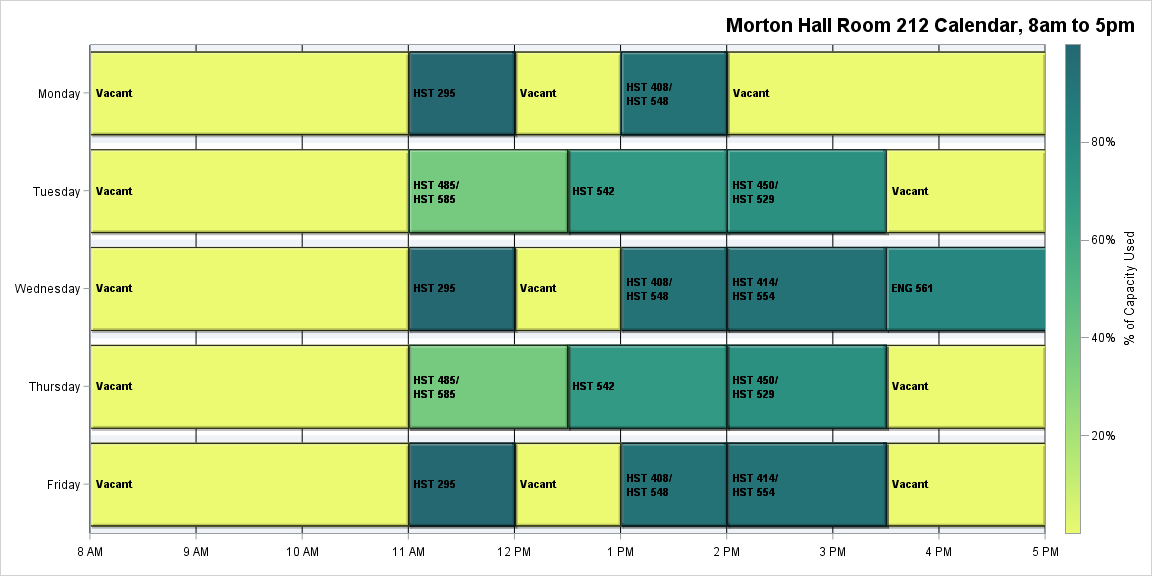 Morton Hall Room 212 Calendar, 8am to 5pm
Monday
Vacant
HST 295
Vacant
HST 408/
HST 548
Vacant
Tuesday
Vacant
HST 485/
HST 585
HST 542
HST 450/
HST 529
Vacant
Wednesday
Vacant
HST 295
Vacant
HST 408/
HST 548
HST 414/
HST 554
ENG 561
Thursday
Vacant
HST 485/
HST 585
HST 542
HST 450/
HST 529
Vacant
Friday
Vacant
HST 295
Vacant
HST 408/
HST 548
HST 414/
HST 554
Vacant
8 AM
9 AM
10 AM
11 AM
12 PM
1 PM
2 PM
3 PM
4 PM
5 PM
80%
60%
40%
20%
% of Capacity Used